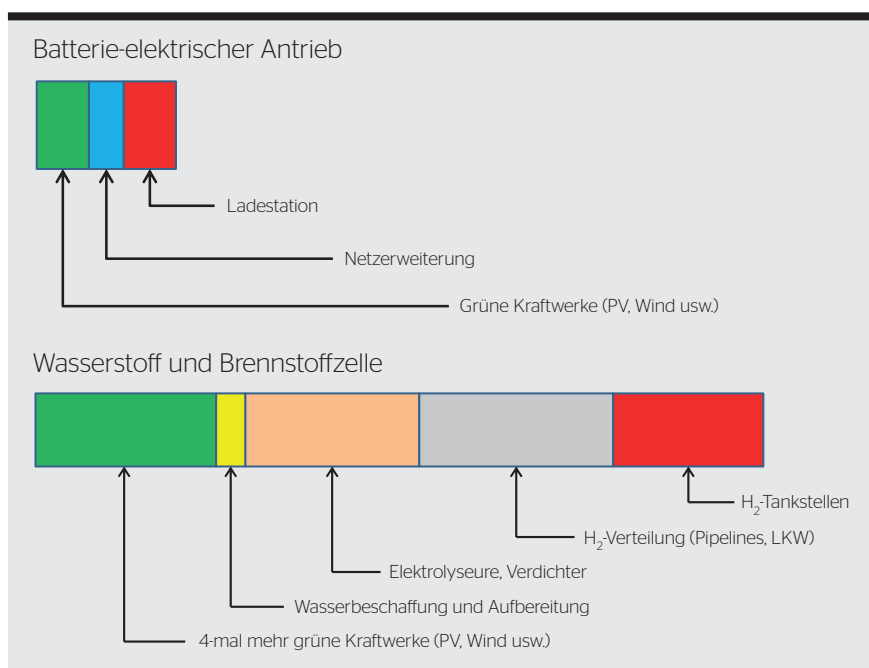 Batterie-elektrischer Antrieb
Ladestation
Netzerweiterung
Grüne Kraftwerke (PV, Wind usw.)
Wasserstoff und Brennstoffzelle
H₂-Tankstellen
H₂-Verteilung (Pipelines, LKW)
Elektrolyseure, Verdichter
Wasserbeschaffung und Aufbereitung
4-mal mehr grüne Kraftwerke (PV, Wind usw.)